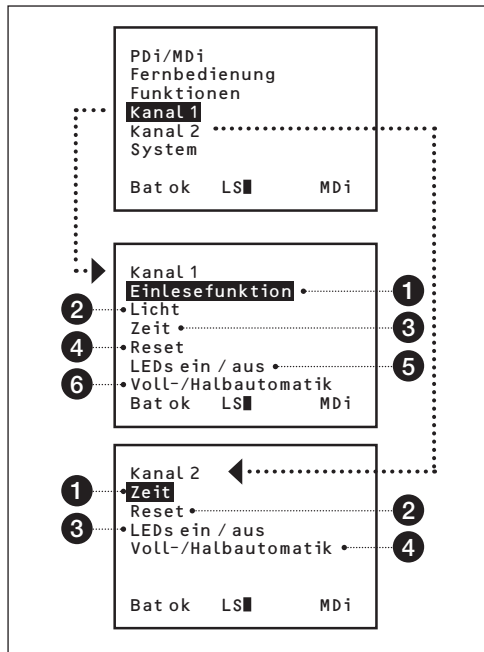 PDi/MDi
Fernbedienung
Funktionen
Kanal 1
Kanal 2
System
Bat ok LS MDi
Kanal 1
Einlesefunktion 1
2 Licht
Zeit 3
4 Reset
LEDs ein / aus 5
6 Voll-/Halbautomatik
Bat ok LS MDi
Kanal 2
1 Zeit
Reset 2
3 LEDs ein / aus
Voll-/Halbautomatik 4
Bat ok LS MDi